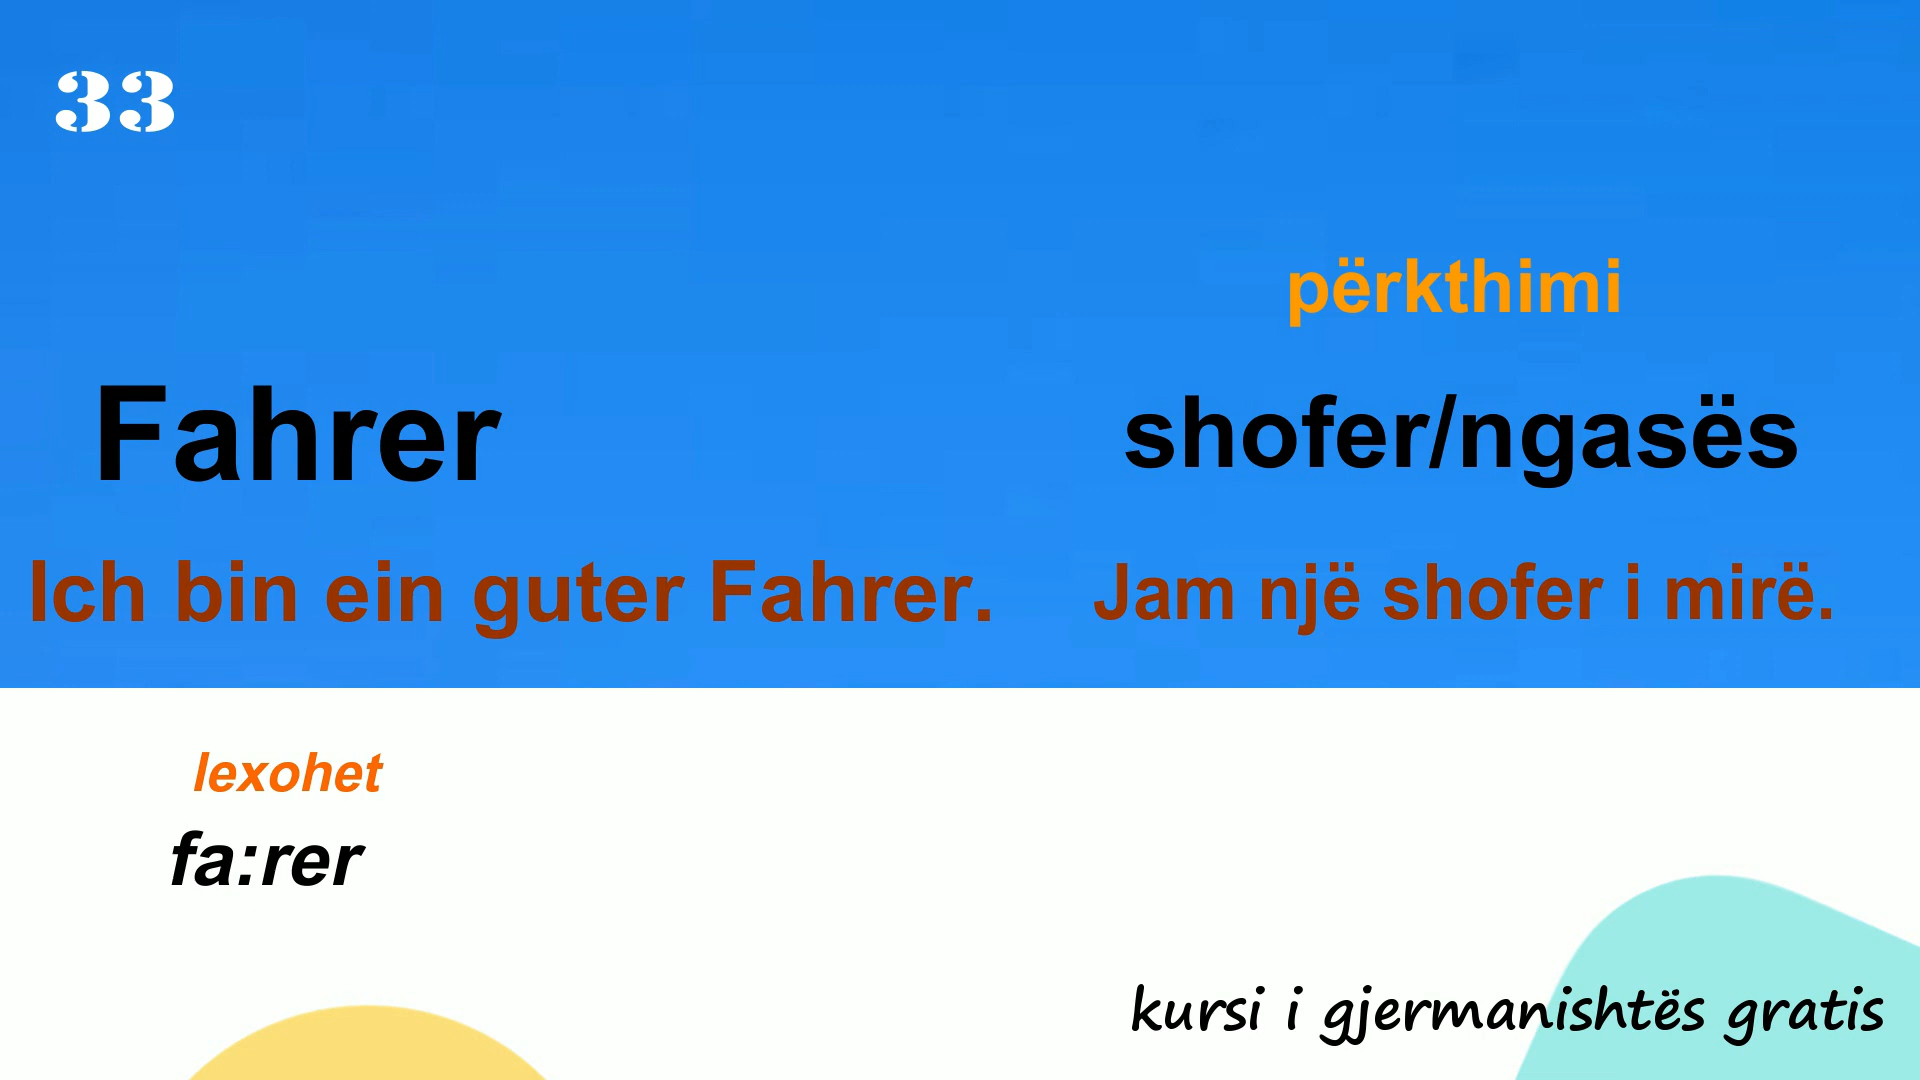 33
përkthimi
Fahrer
shofer/ngasës
Ich bin ein guter Fahrer.
Jam një shofer i mirë.
lexohet
fa:rer
kursi i gjermanishtës gratis